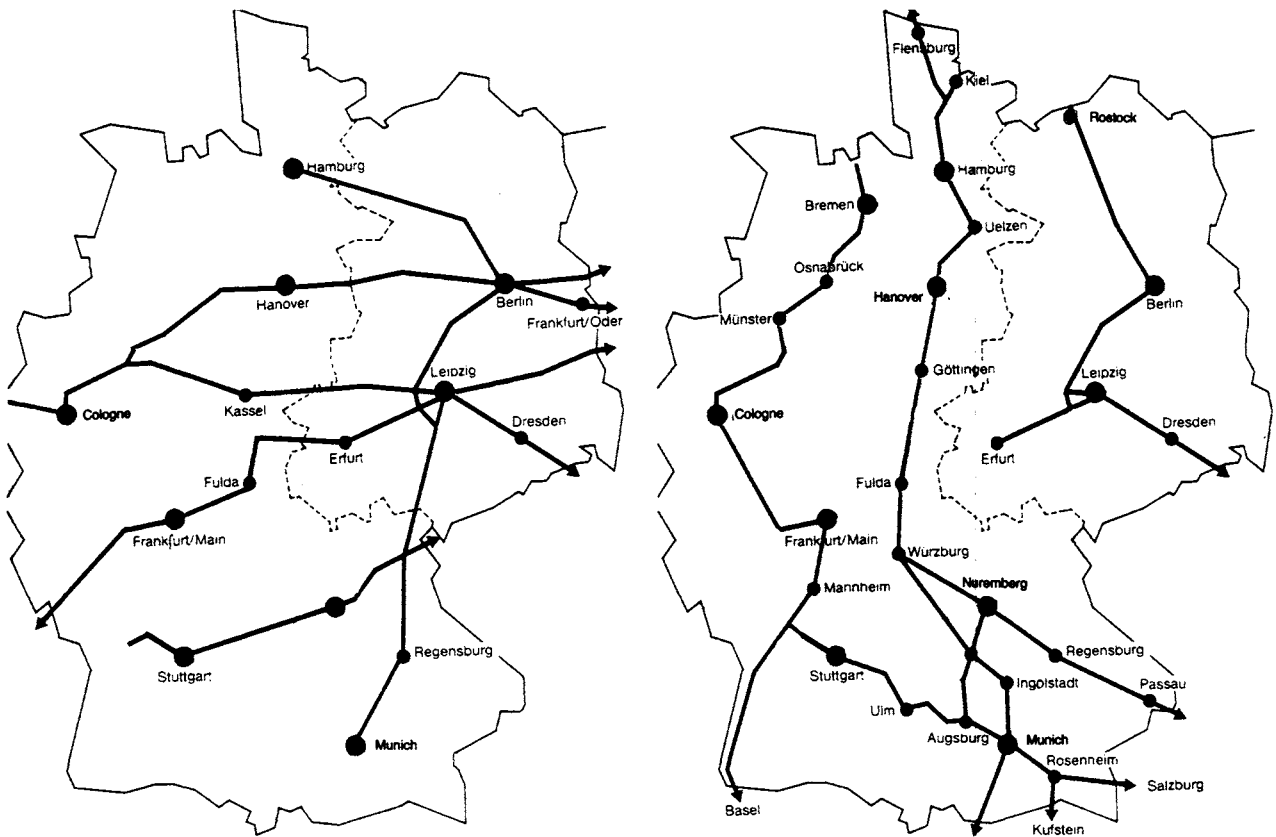 Hamburg
Hanover
Berlin
Frankfurt/Oder
Leipzig
Cologne
Kassel
Dresden
Erfurt
Fulda
Frankfurt/Main
Regensburg
Stuttgart
Munich
Flensburg
Kiel
Rostock
Hamburg
Bremen
Uelzen
Osnabrück
Hanover
Berlin
Münster
Göttingen
Leipzig
Cologne
Dresden
Erfurt
Fulda
Frankfurt/Main
Würzburg
Mannheim
Nuremberg
Regensburg
Stuttgart
Ingolstadt
Passau
Ulm
Augsburg
Munich
Rosenheim
Salzburg
Basel
Kufstein